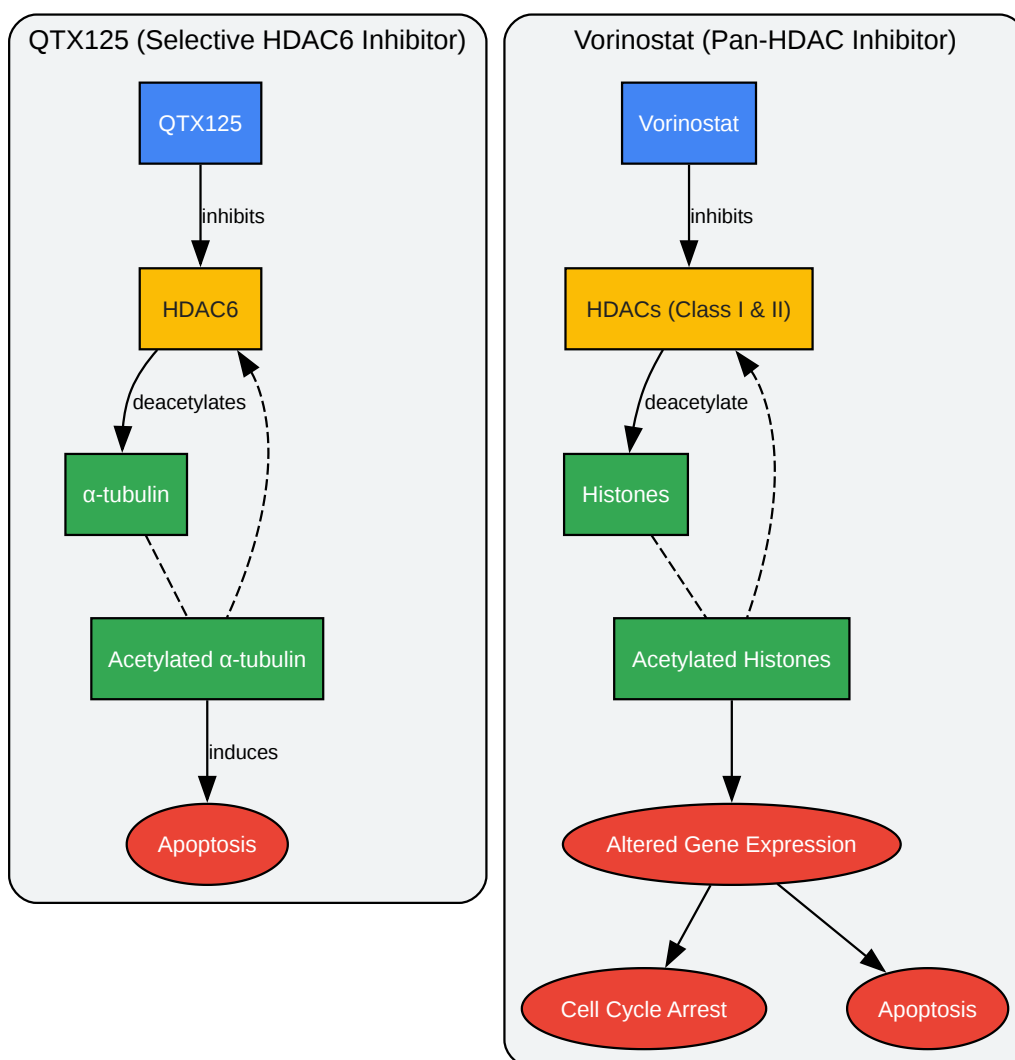 QTX125 (Selective HDAC6 Inhibitor)
QTX125
inhibits
HDAC6
deacetylates
α-tubulin
Acetylated α-tubulin
induces
Apoptosis
Vorinostat (Pan-HDAC Inhibitor)
Vorinostat
inhibits
HDACs (Class I & II)
deacetylate
Histones
Acetylated Histones
Altered Gene Expression
Cell Cycle Arrest
Apoptosis